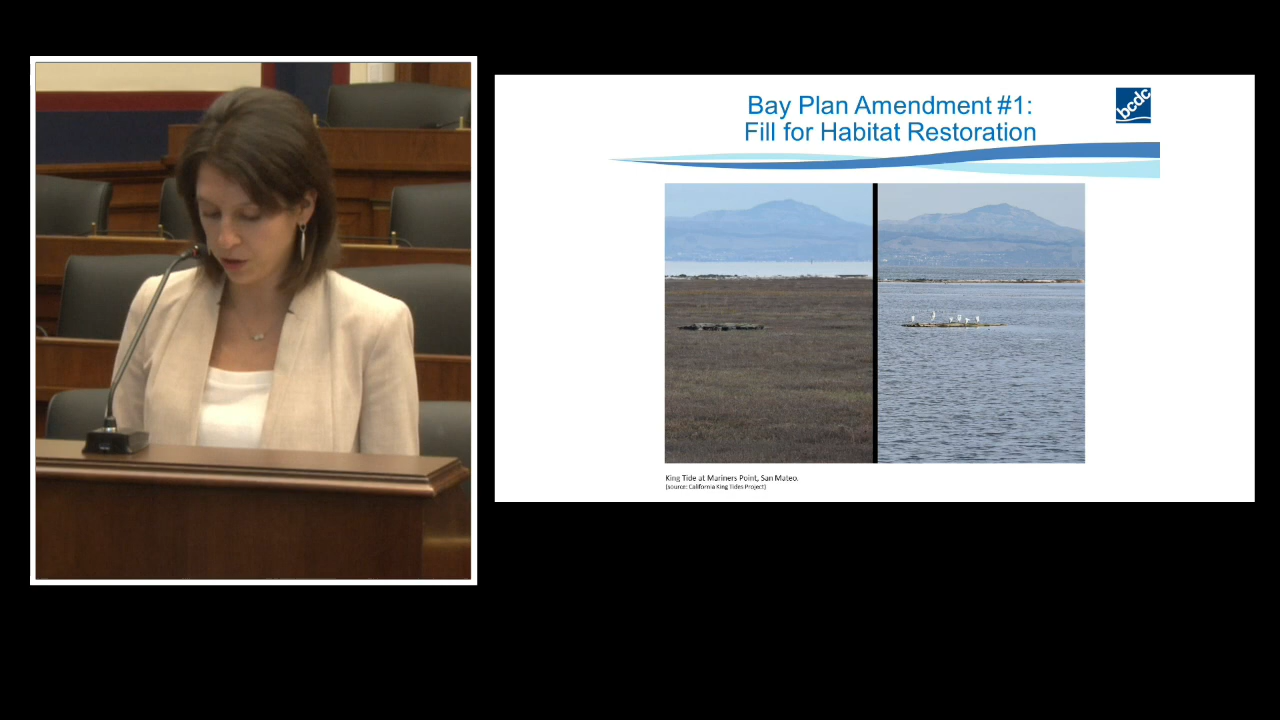 Bay Plan Amendment #1:
Fill for Habitat Restoration
bcdc
King Tide at Mariners Point, San Mateo.
(source: California King Tides Project)